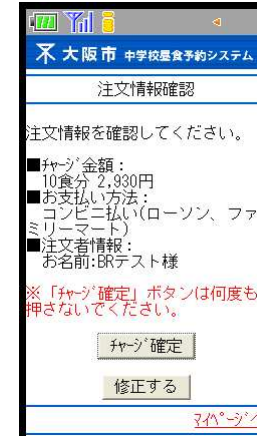 大阪市 中学校昼食予約システム
注文情報確認
注文情報を確認してください。
■ﾁｬｰｼﾞ金額：
10食分 2,930円
■お支払い方法：
コンビニ払い(ローソン、ファ
ミリーマート)
■注文者情報：
お名前:BRテスト様
※「ﾁｬｰｼﾞ確定」ボタンは何度も
押さないでください。
ﾁｬｰｼﾞ確定
修正する
ﾏｲﾍﾟｰｼﾞへ